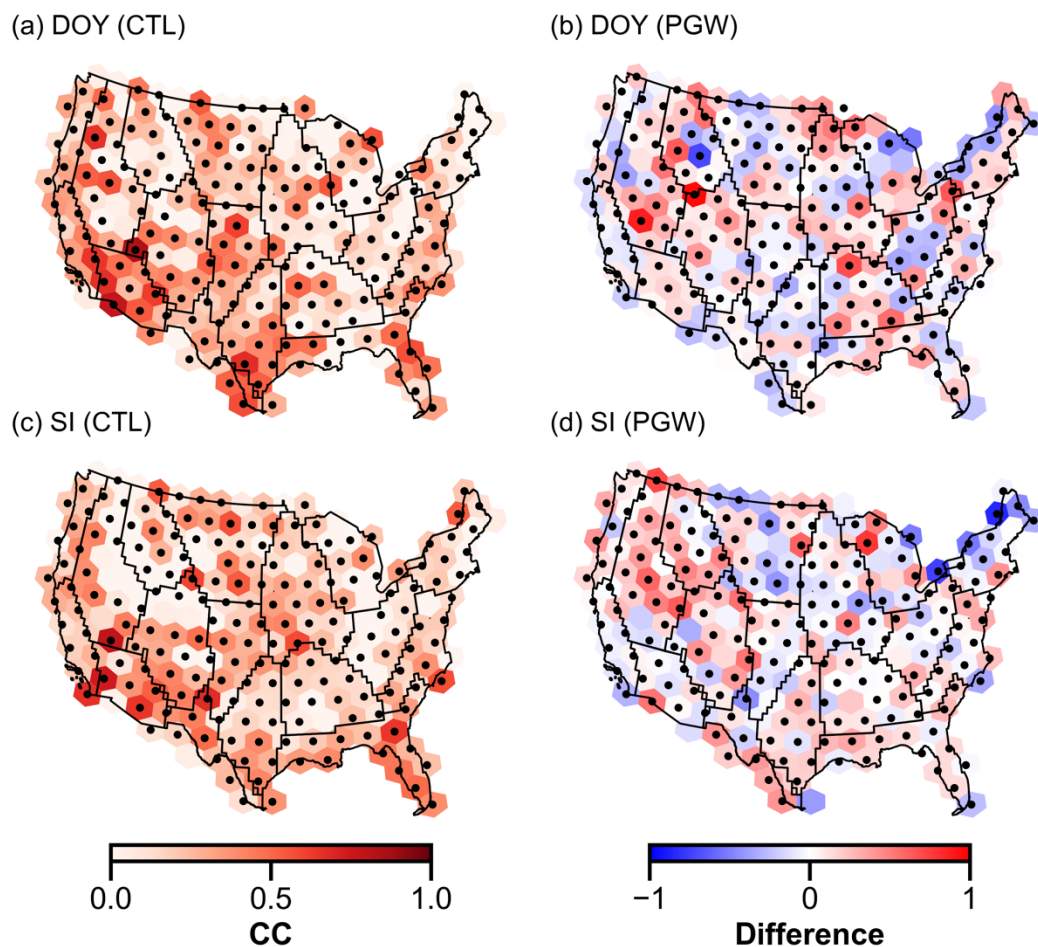 (a) DOY (CTL)
(b) DOY (PGW)
(c) SI (CTL)
(d) SI (PGW)
0.0 0.5 1.0
CC
−1 0 1
Difference